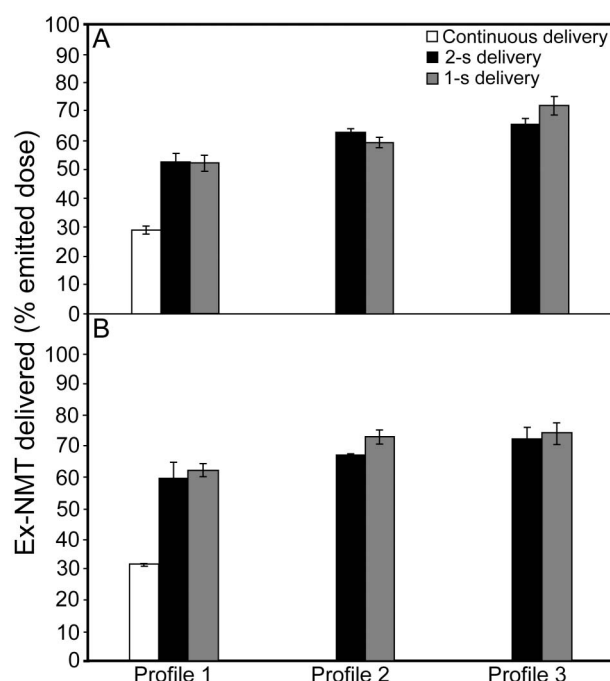 Ex-NMT delivered (% emitted dose)
A
100
90
80
70
60
50
40
30
20
10
0
Continuous delivery
2-s delivery
1-s delivery
B
100
90
80
70
60
50
40
30
20
10
0
Profile 1
Profile 2
Profile 3